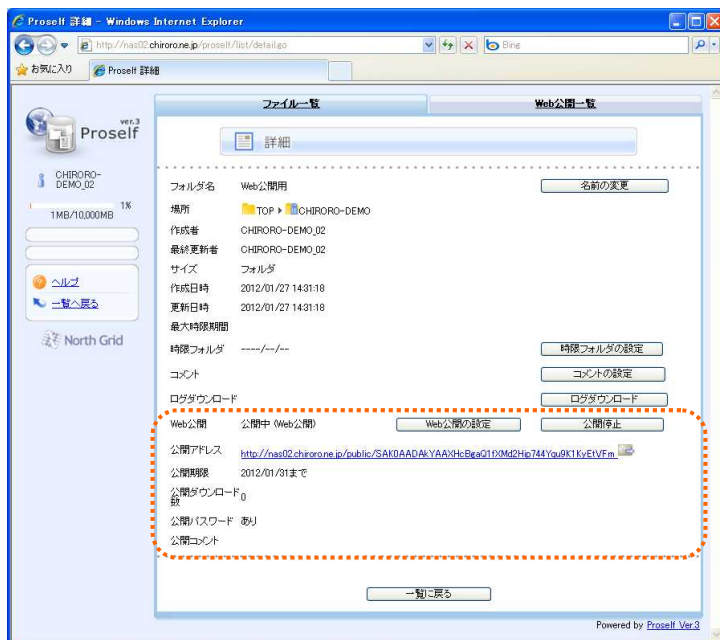 Proself 詳細 - Windows Internet Explorer
http://nas02.chiroro.ne.jp/proself/list/detail.go
Bing
お気に入り
Proself 詳細
ファイル一覧
Web公開一覧
ver.3
Proself
詳細
CHIRORO-
DEMO_02
1%
1MB/10,000MB
ヘルプ
一覧へ戻る
North Grid
フォルダ名 Web公開用 名前の変更
場所 TOP CHIRORO-DEMO
作成者 CHIRORO-DEMO_02
最終更新者 CHIRORO-DEMO_02
サイズ フォルダ
作成日時 2012/01/27 14:31:18
更新日時 2012/01/27 14:31:18
最大時限期間
時限フォルダ ----/--/-- 時限フォルダの設定
コメント コメントの設定
ログダウンロード ログダウンロード
Web公開 公開中 (Web公開) Web公開の設定 公開停止
公開アドレス
公開期限 2012/01/31まで
公開ダウンロード
数 0
公開パスワード あり
公開コメント
一覧に戻る
Powered by Proself Ver.3